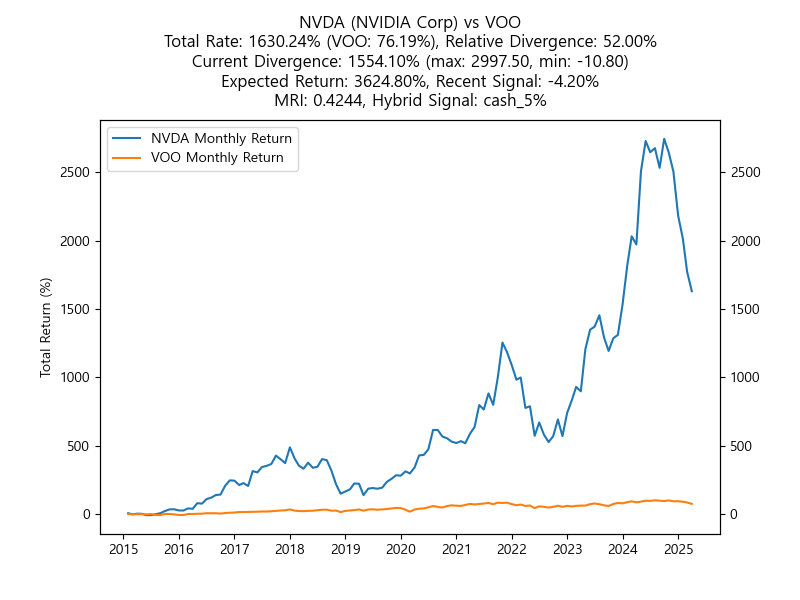 NVDA (NVIDIA Corp) vs VOO
Total Rate: 1630.24% (VOO: 76.19%), Relative Divergence: 52.00%
Current Divergence: 1554.10% (max: 2997.50, min: -10.80)
Expected Return: 3624.80%, Recent Signal: -4.20%
MRI: 0.4244, Hybrid Signal: cash_5%
NVDA Monthly Return
VOO Monthly Return
Total Return (%)
2500
2000
1500
1000
500
0
2500
2000
1500
1000
500
0
2015 2016 2017 2018 2019 2020 2021 2022 2023 2024 2025